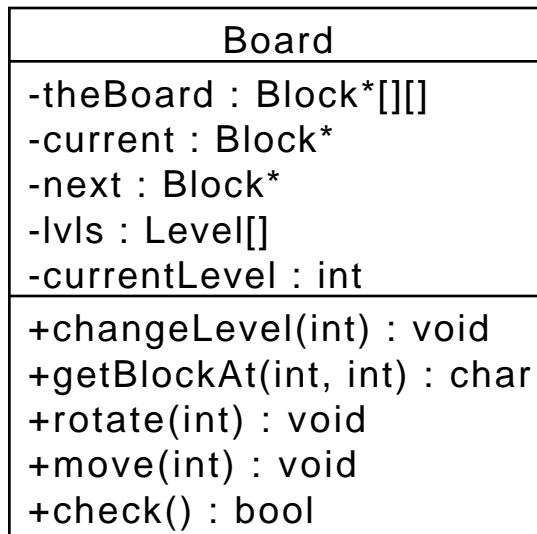 Board
-theBoard : Block*[][]
-current : Block*
-next : Block*
-lvls : Level[]
-currentLevel : int
+changeLevel(int) : void
+getBlockAt(int, int) : char
+rotate(int) : void
+move(int) : void
+check() : bool